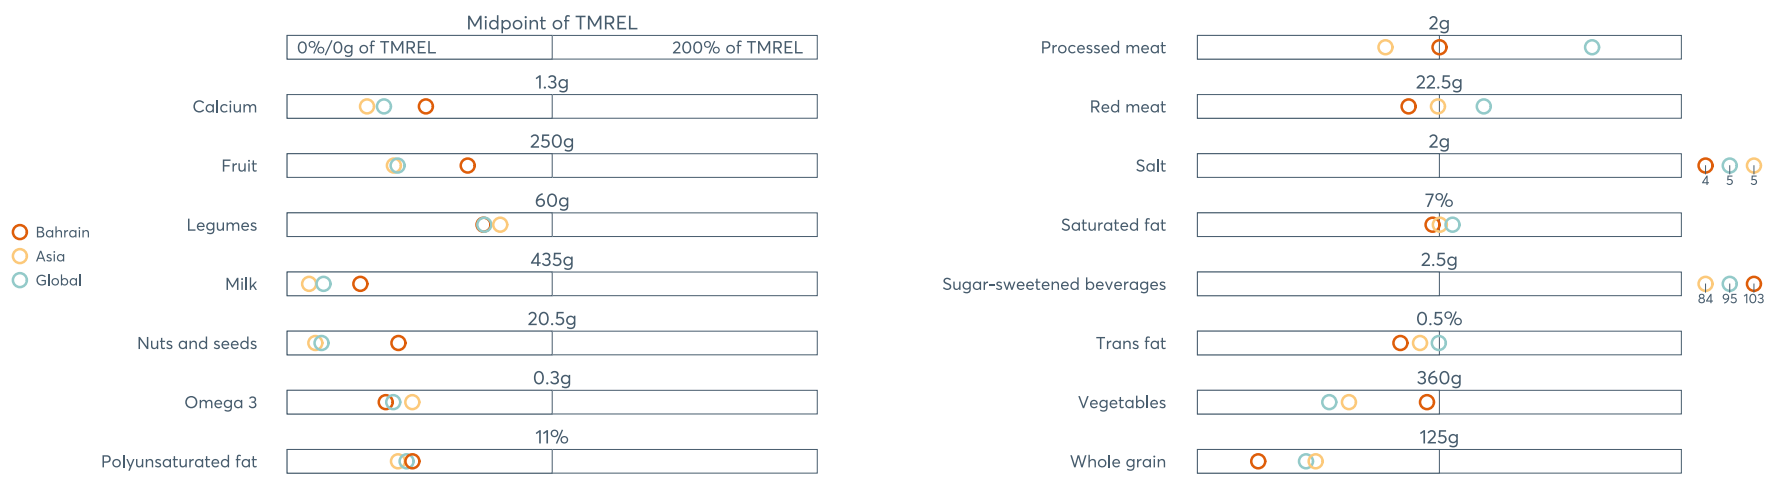 Midpoint of TMREL
0%/0g of TMREL 200% of TMREL
1.3g
Calcium
250g
Fruit
60g
Legumes
435g
Milk
20.5g
Nuts and seeds
0.3g
Omega 3
11%
Polyunsaturated fat
Bahrain
Asia
Global
2g
Processed meat
22.5g
Red meat
2g
Salt
4 5 5
7%
Saturated fat
2.5g
Sugar-sweetened beverages
84 95 103
0.5%
Trans fat
360g
Vegetables
125g
Whole grain